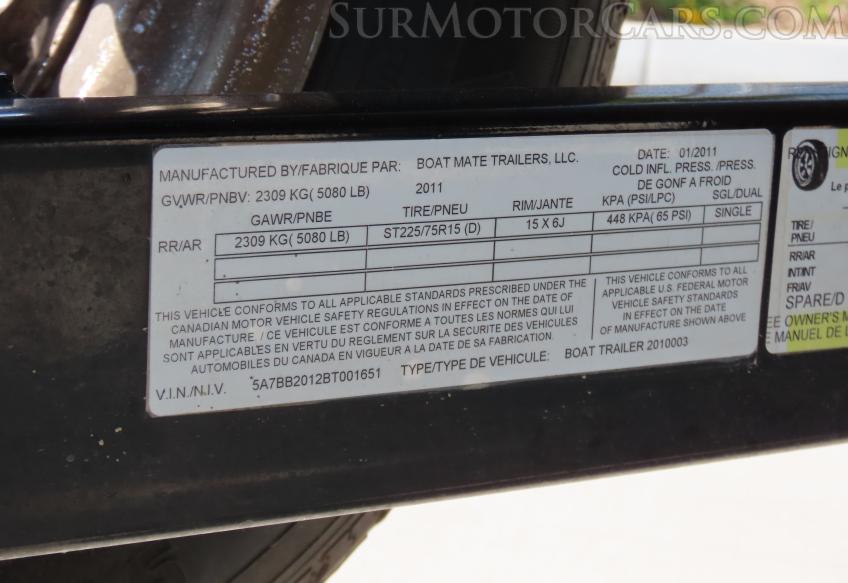 SurMotorCars.com
MANUFACTURED BY/FABRIQUE PAR: BOAT MATE TRAILERS, LLC. DATE: 01/2011
GVWR/PNBV: 2309 KG( 5080 LB) 2011 COLD INFL. PRESS. /PRESS.
DE GONF A FROID
GAWR/PNBE TIRE/PNEU RIM/JANTE KPA (PSI/LPC) SGL/DUAL
RR/AR 2309 KG( 5080 LB) ST225/75R15 (D) 15 X 6J 448 KPA( 65 PSI) SINGLE
THIS VEHICLE CONFORMS TO ALL APPLICABLE STANDARDS PRESCRIBED UNDER THE
CANADIAN MOTOR VEHICLE SAFETY REGULATIONS IN EFFECT ON THE DATE OF
MANUFACTURE / CE VEHICULE EST CONFORME A TOUTES LES NORMES QUI LUI
SONT APPLICABLES EN VERTU DU REGLEMENT SUR LA SECURITE DES VEHICULES
AUTOMOBILES DU CANADA EN VIGUEUR A LA DATE DE SA FABRICATION.
THIS VEHICLE CONFORMS TO ALL
APPLICABLE U.S. FEDERAL MOTOR
VEHICLE SAFETY STANDARDS
IN EFFECT ON THE DATE
OF MANUFACTURE SHOWN ABOVE
V.I.N./N.I.V. 5A7BB2012BT001651 TYPE/TYPE DE VEHICULE: BOAT TRAILER 2010003
Le p
TIRE/
PNEU
RR/AR
INT/INT
FR/AV
SPARE/D
EE OWNER'S M
E MANUEL DE L